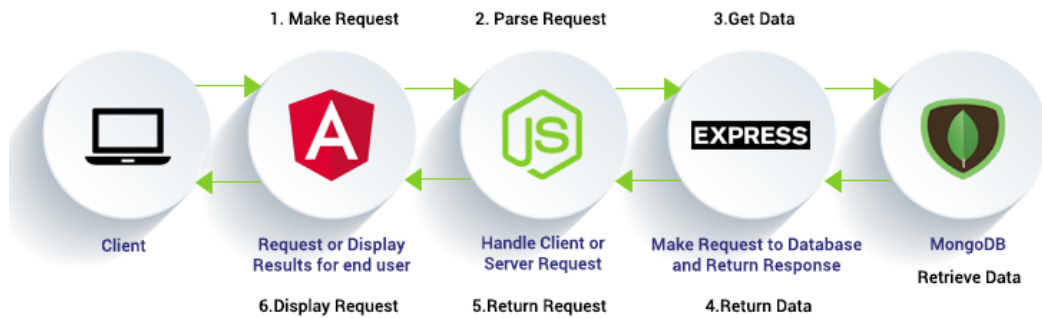 1. Make Request
2. Parse Request
3.Get Data
A
JS
EXPRESS
Client
Request or Display
Results for end user
Handle Client or
Server Request
Make Request to Database
and Return Response
MongoDB
Retrieve Data
6.Display Request
5.Return Request
4.Return Data